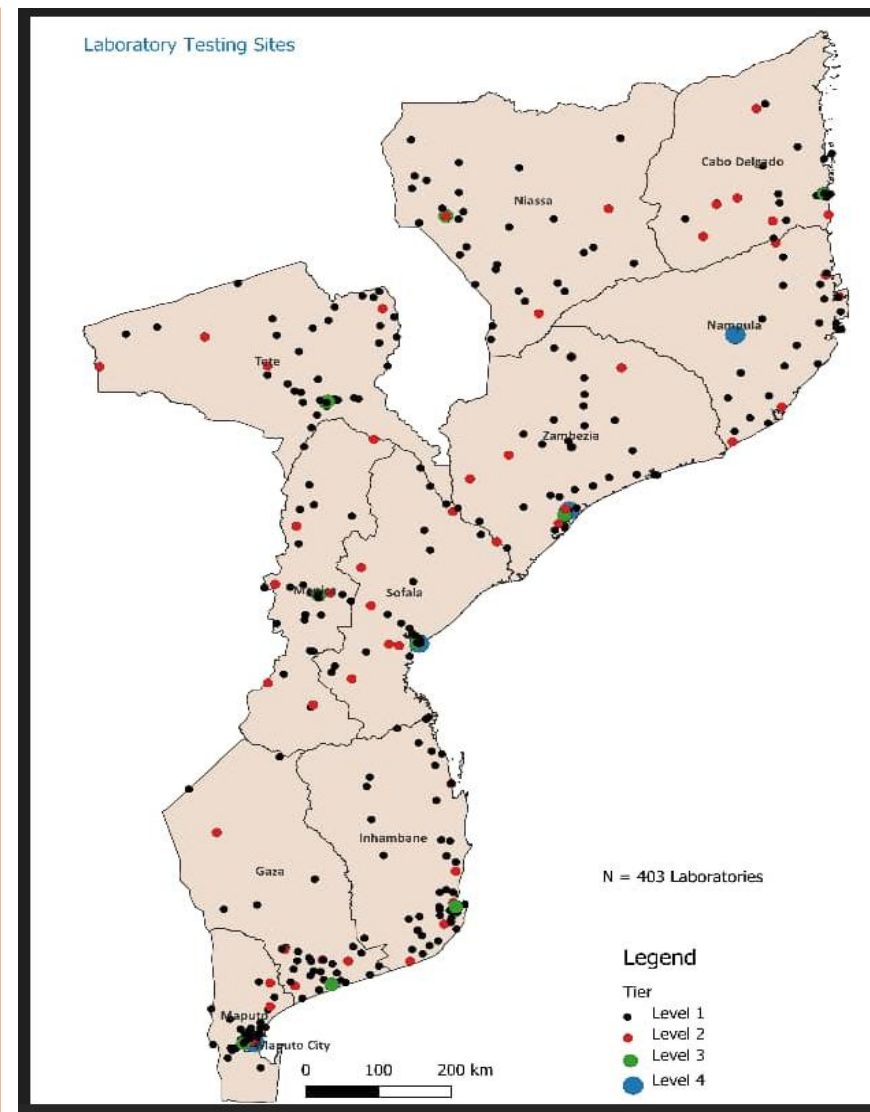 Laboratory Testing Sites
Cabo Delgado
Niassa
Nampula
Tete
Zambezia
Manica
Sofala
Inhambane
Gaza
N = 403 Laboratories
Legend
Tier
Level 1
Level 2
Level 3
Level 4
Maputo
Maputo City
0 100 200 km